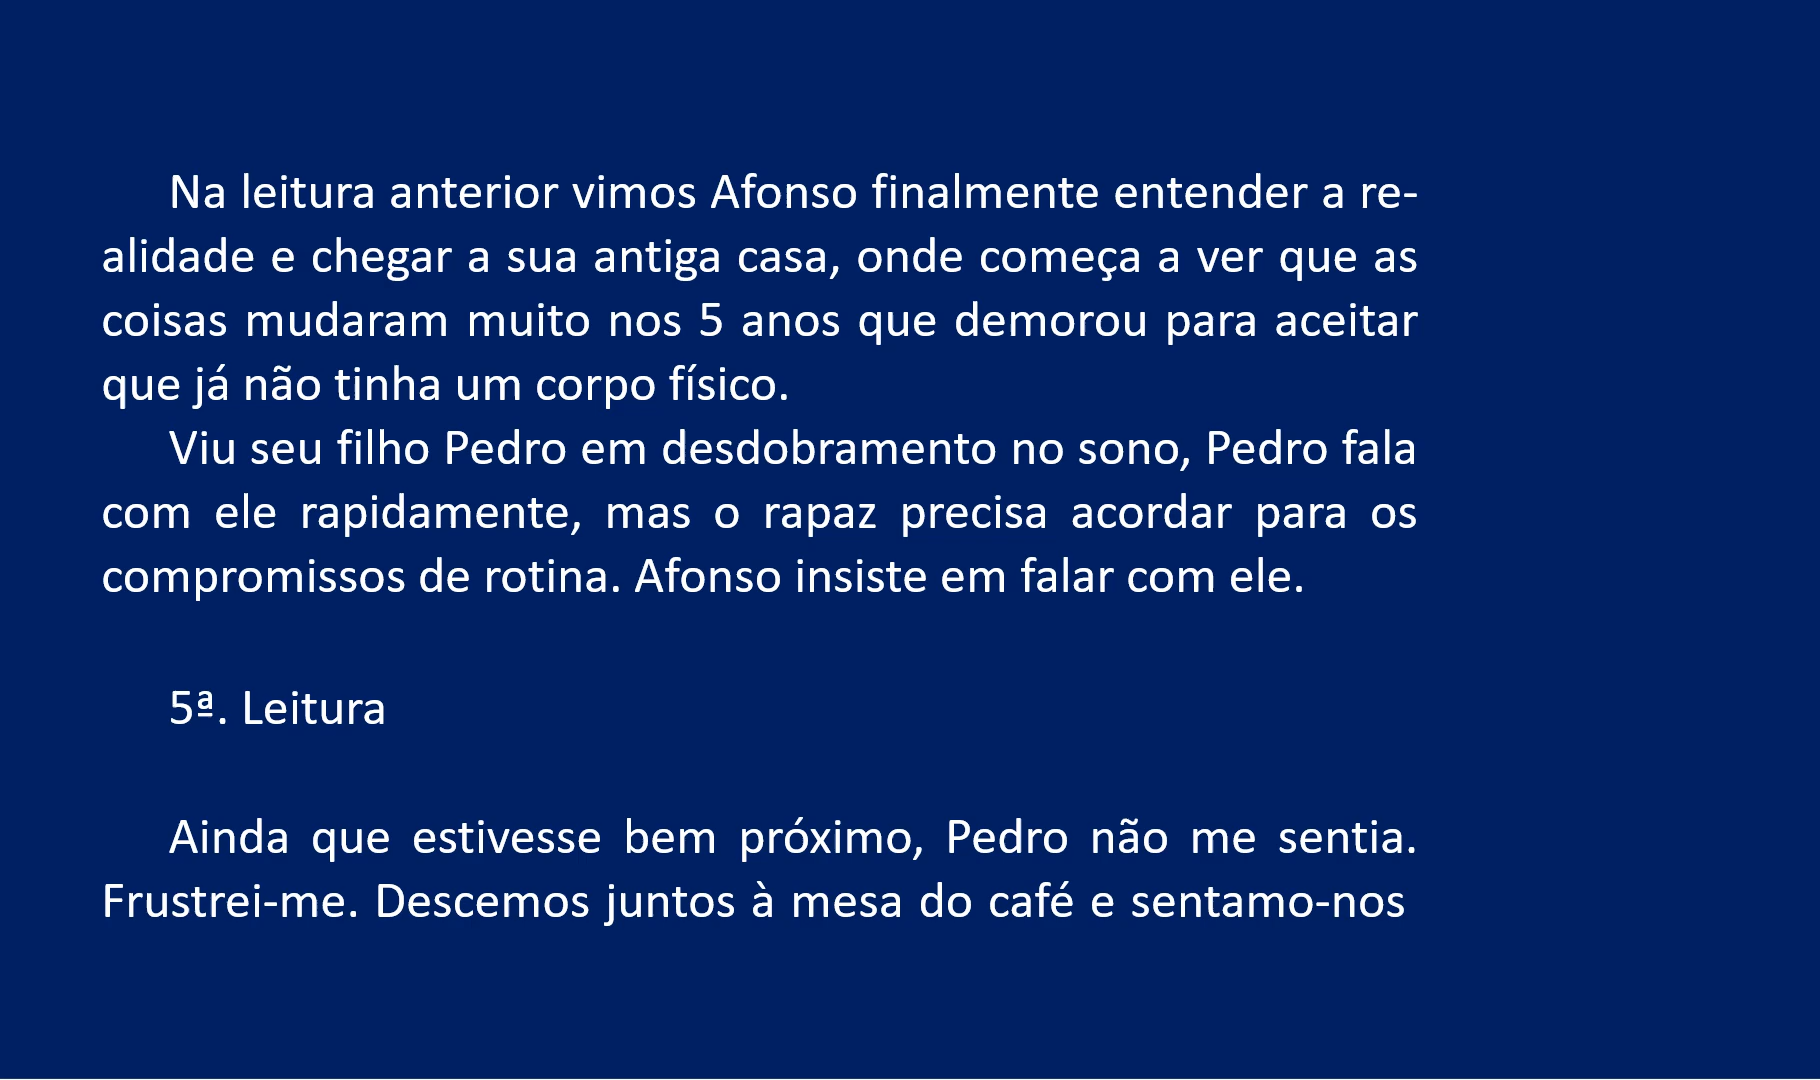 Na leitura anterior vimos Afonso finalmente entender a re-
alidade e chegar a sua antiga casa, onde começa a ver que as
coisas mudaram muito nos 5 anos que demorou para aceitar
que já não tinha um corpo físico.
Viu seu filho Pedro em desdobramento no sono, Pedro fala
com ele rapidamente, mas o rapaz precisa acordar para os
compromissos de rotina. Afonso insiste em falar com ele.
5ª. Leitura
Ainda que estivesse bem próximo, Pedro não me sentia.
Frustrei-me. Descemos juntos à mesa do café e sentamo-nos